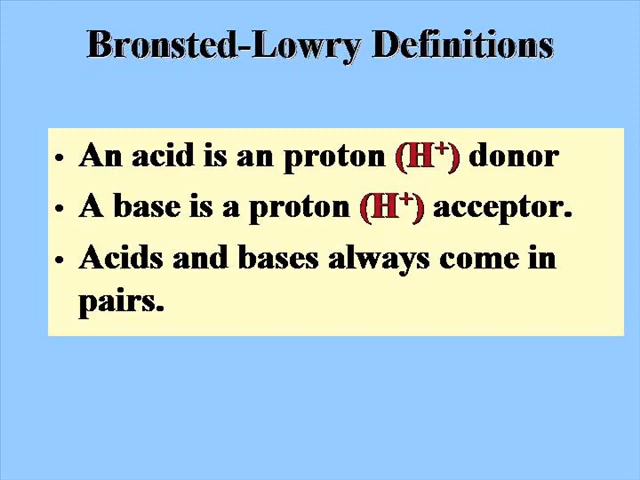 Bronsted-Lowry Definitions
• An acid is an proton (H⁺) donor
• A base is a proton (H⁺) acceptor.
• Acids and bases always come in
pairs.